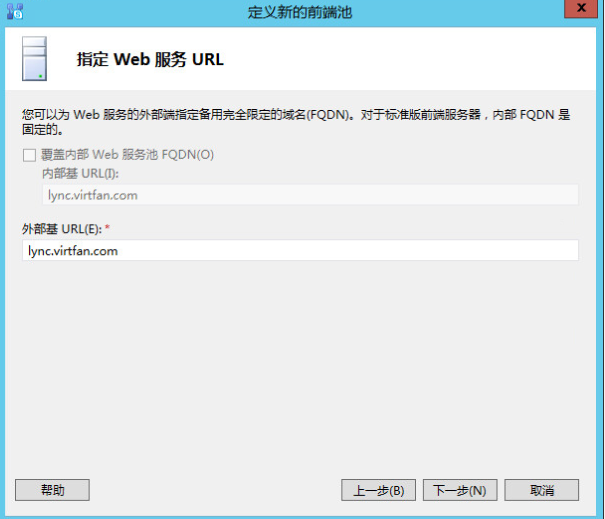 定义新的前端池
x
指定 Web 服务 URL
您可以为 Web 服务的外部端指定备用完全限定的域名(FQDN)。对于标准版前端服务器，内部 FQDN 是
固定的。
覆盖内部 Web 服务池 FQDN(O)
内部基 URL(I):
lync.virtfan.com
外部基 URL(E): *
lync.virtfan.com
帮助 上一步(B) 下一步(N) 取消